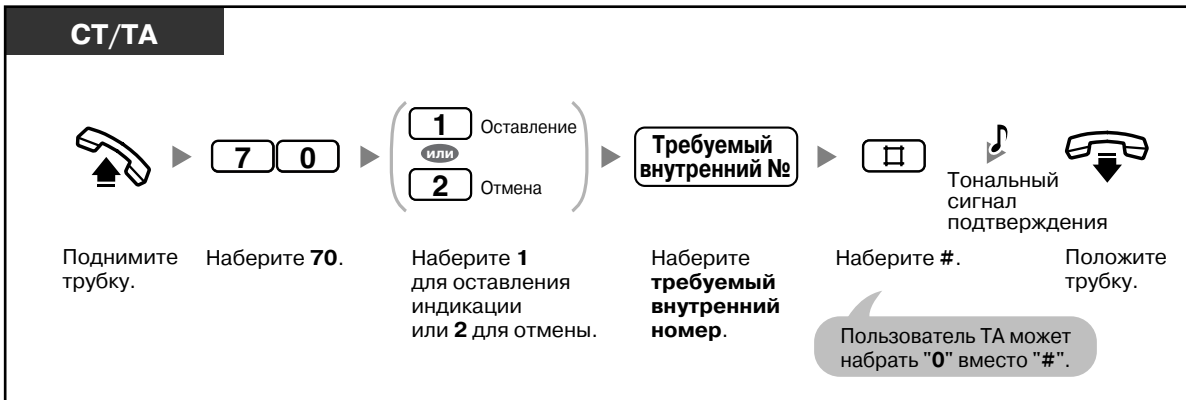 СТ/ТА
7 0
1 Оставление
или
2 Отмена
Требуемый
внутренний №
#
Тональный
сигнал
подтверждения
Поднимите
трубку.
Наберите 70.
Наберите 1
для оставления
индикации
или 2 для отмены.
Наберите
требуемый
внутренний
номер.
Наберите #.
Положите
трубку.
Пользователь ТА может
набрать "0" вместо "#".